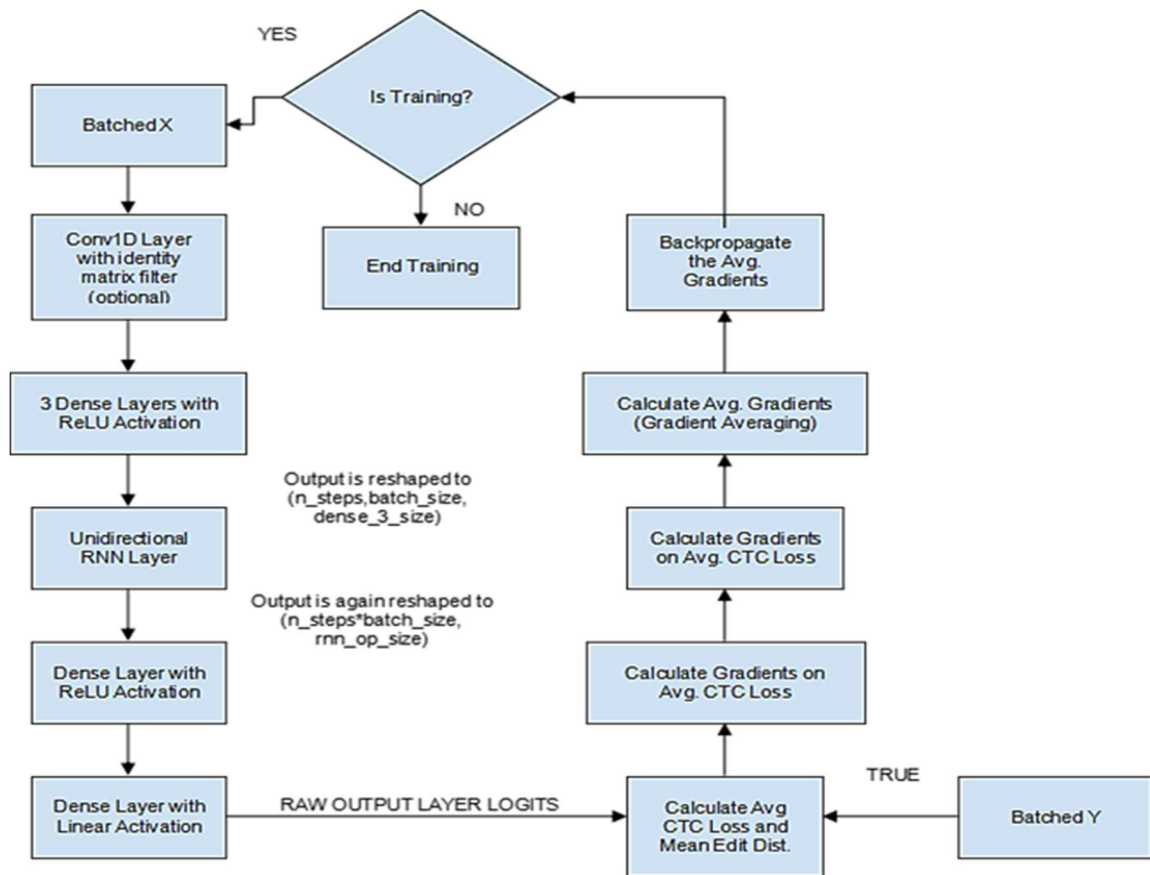 YES
Is Training?
Batched X
NO
End Training
Conv1D Layer
with identity
matrix filter
(optional)
3 Dense Layers with
ReLU Activation
Output is reshaped to
(n_steps,batch_size,
dense_3_size)
Unidirectional
RNN Layer
Output is again reshaped to
(n_steps*batch_size,
rnn_op_size)
Dense Layer with
ReLU Activation
Dense Layer with
Linear Activation
RAW OUTPUT LAYER LOGITS
Calculate Avg
CTC Loss and
Mean Edit Dist.
TRUE
Batched Y
Calculate Gradients on
Avg. CTC Loss
Calculate Gradients
on Avg. CTC Loss
Calculate Avg. Gradients
(Gradient Averaging)
Backpropagate
the Avg.
Gradients